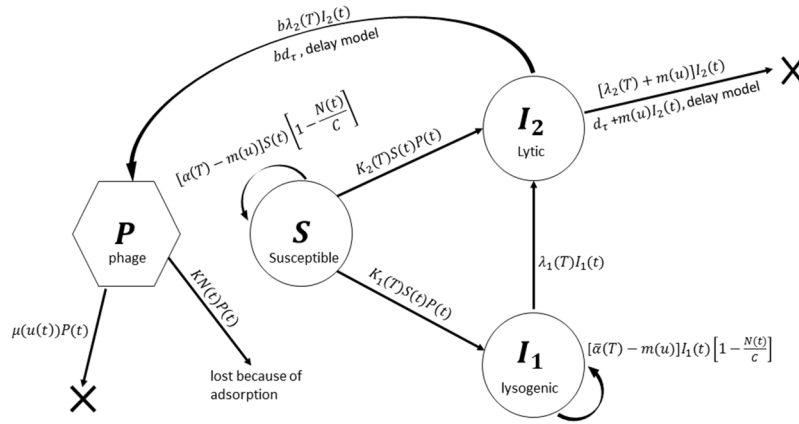 bλ₂(T)I₂(t)
bd_τ , delay model
[λ₂(T) + m(u)]I₂(t)
d_τ +m(u)I₂(t), delay model
[α(T) − m(u)]S(t)[1 − N(t)/C]
I₂
Lytic
K₂(T)S(t)P(t)
P
phage
S
Susceptible
λ₁(T)I₁(t)
K₁(T)S(t)P(t)
KN(t)P(t)
μ(u(t))P(t)
I₁
lysogenic
[ᾱ(T) − m(u)]I₁(t)[1 − N(t)/C]
lost because of
adsorption